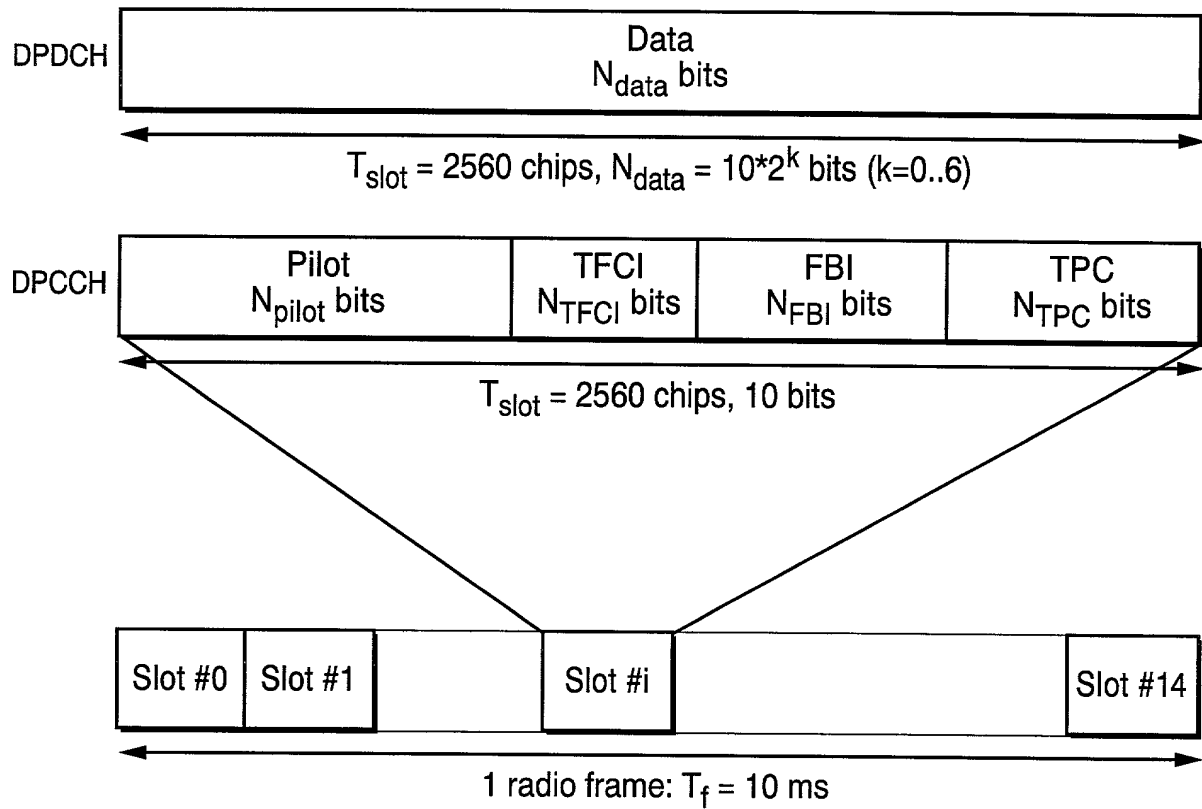 DPDCH
Data
N_data bits
T_slot = 2560 chips, N_data = 10*2^k bits (k=0..6)
DPCCH
Pilot
N_pilot bits
TFCI
N_TFCI bits
FBI
N_FBI bits
TPC
N_TPC bits
T_slot = 2560 chips, 10 bits
Slot #0
Slot #1
Slot #i
Slot #14
1 radio frame: T_f = 10 ms